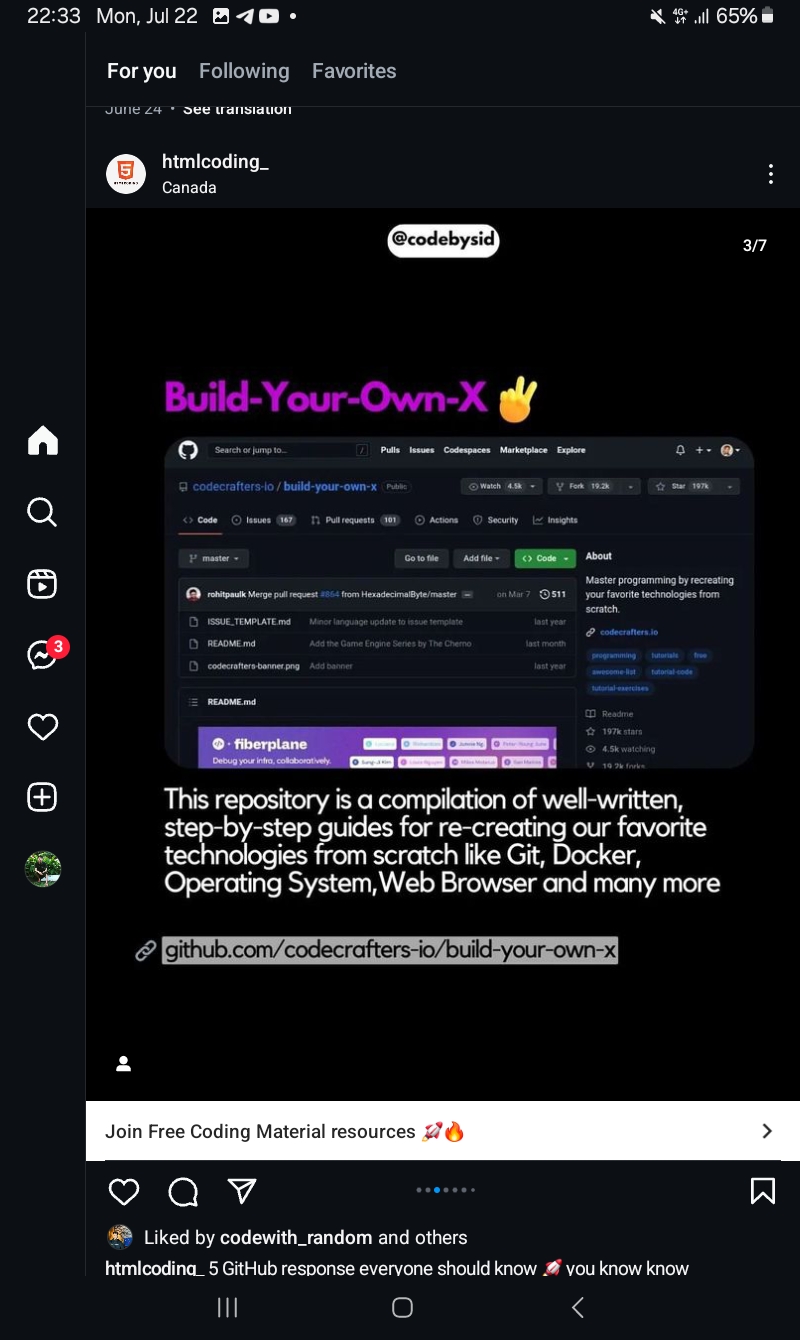 22:33 Mon, Jul 22
4G+ 65%
For you Following Favorites
June 24 • See translation
htmlcoding_
Canada
@codebysid
3/7
Build-Your-Own-X ✌
Search or jump to... / Pulls Issues Codespaces Marketplace Explore
codecrafters-io / build-your-own-x Public
Watch 4.5k Fork 19.2k Star 197k
Code Issues 167 Pull requests 101 Actions Security Insights
master Go to file Add file Code
rohitpaulk Merge pull request #864 from HexadecimalByte/master ... on Mar 7 511
ISSUE_TEMPLATE.md Minor language update to issue template last year
README.md Add the Game Engine Series by The Cherno last month
codecrafters-banner.png Add banner last year
README.md
fiberplane
Debug your infra, collaboratively.
About
Master programming by recreating
your favorite technologies from
scratch.
codecrafters.io
programming tutorials free
awesome-list tutorial-code
tutorial-exercises
Readme
197k stars
4.5k watching
19.2k forks
This repository is a compilation of well-written,
step-by-step guides for re-creating our favorite
technologies from scratch like Git, Docker,
Operating System,Web Browser and many more
🔗 github.com/codecrafters-io/build-your-own-x
Join Free Coding Material resources 🚀🔥
Liked by codewith_random and others
htmlcoding_ 5 GitHub response everyone should know 🚀 you know know
3